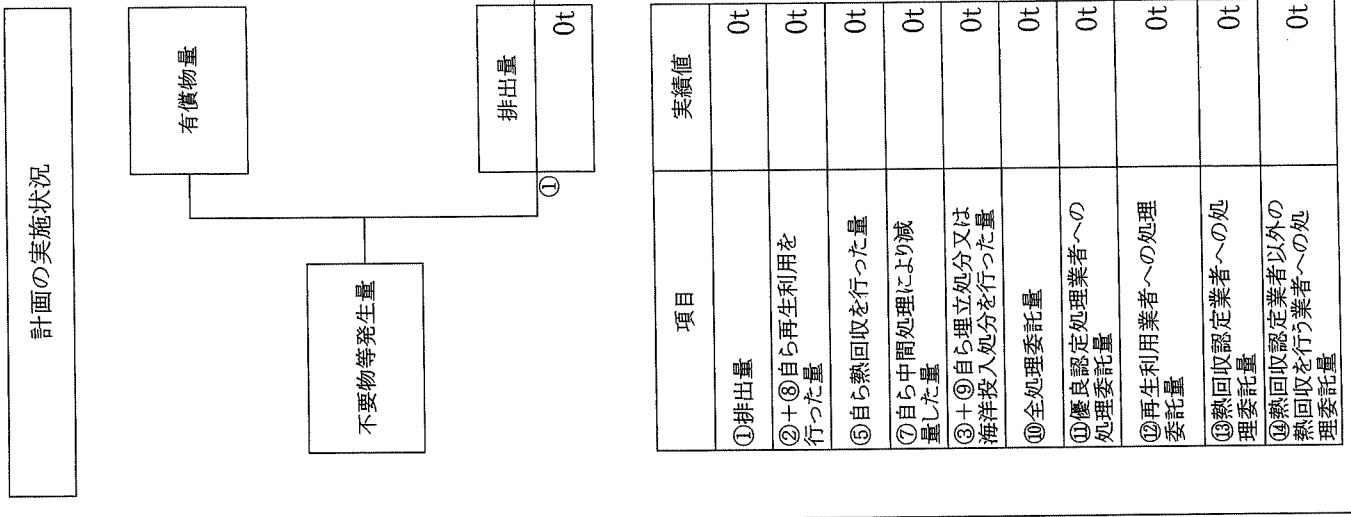 計画の実施状況
有償物量
不要物等発生量
排出量
①
0t
項目
実績値
①排出量
0t
②+⑧自ら再生利用を
行った量
0t
⑤自ら熱回収を行った量
0t
⑦自ら中間処理により減
量した量
0t
③+⑨自ら埋立処分又は
海洋投入処分を行った量
0t
⑩全処理委託量
0t
⑪優良認定処理業者への
処理委託量
0t
⑫再生利用業者への処理
委託量
0t
⑬熱回収認定業者への処
理委託量
0t
⑭熱回収認定業者以外の
熱回収を行う業者への処
理委託量
0t